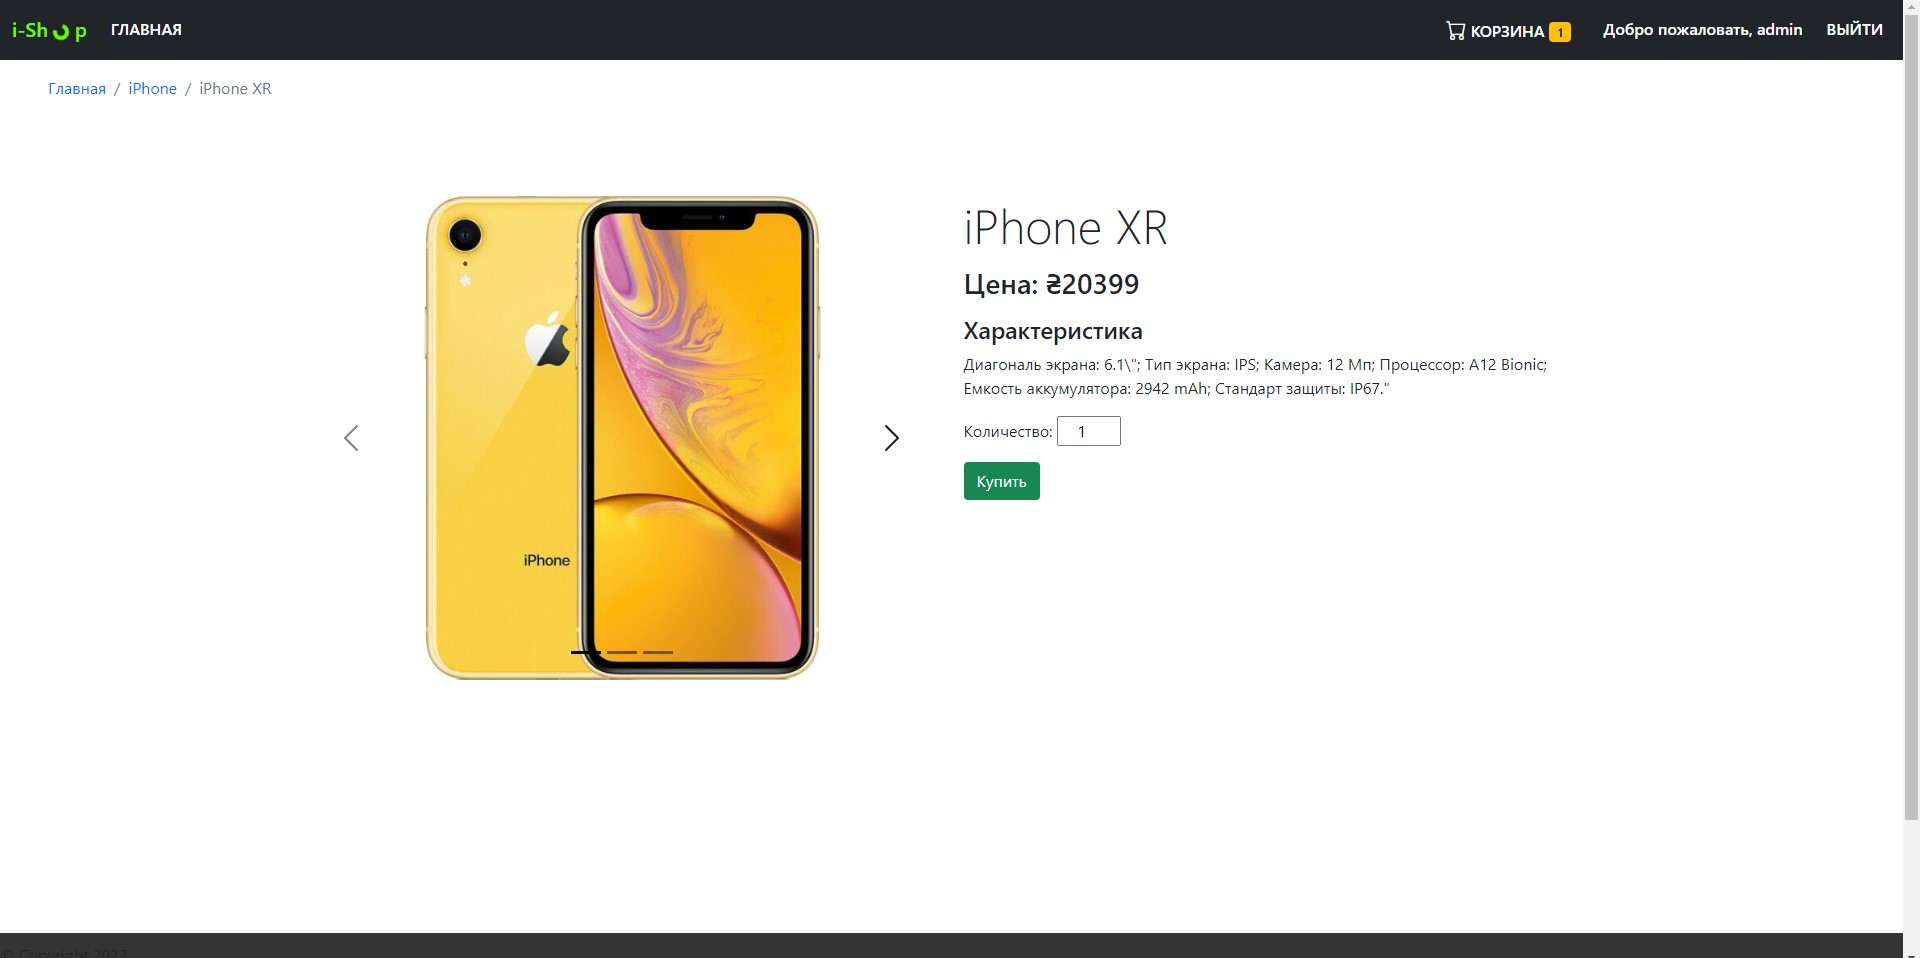 i-Sh p ГЛАВНАЯ КОРЗИНА 1 Добро пожаловать, admin ВЫЙТИ
Главная / iPhone / iPhone XR
iPhone XR
Цена: ₴20399
Характеристика
Диагональ экрана: 6.1\"; Тип экрана: IPS; Камера: 12 Мп; Процессор: A12 Bionic;
Емкость аккумулятора: 2942 mAh; Стандарт защиты: IP67."
Количество: 1
Купить
iPhone
© Copyright 2022